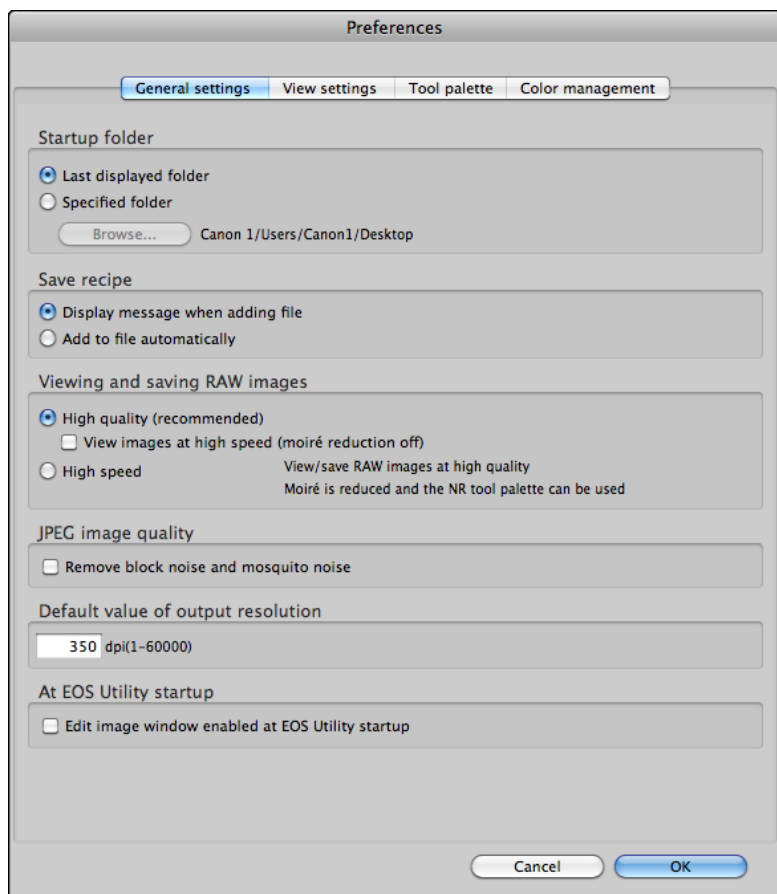 Preferences
General settings View settings Tool palette Color management
Startup folder
Last displayed folder
Specified folder
Browse... Canon 1/Users/Canon1/Desktop
Save recipe
Display message when adding file
Add to file automatically
Viewing and saving RAW images
High quality (recommended)
View images at high speed (moiré reduction off)
High speed View/save RAW images at high quality
Moiré is reduced and the NR tool palette can be used
JPEG image quality
Remove block noise and mosquito noise
Default value of output resolution
350 dpi(1-60000)
At EOS Utility startup
Edit image window enabled at EOS Utility startup
Cancel OK